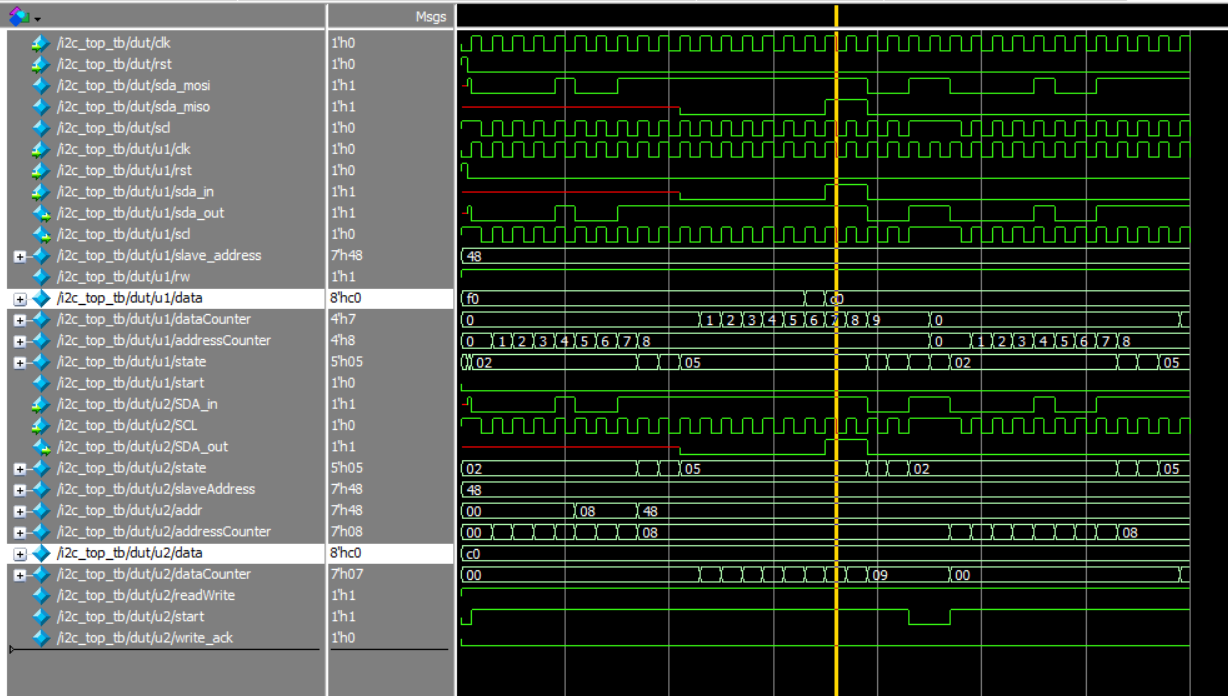 Msgs
/i2c_top_tb/dut/clk 1'h0
/i2c_top_tb/dut/rst 1'h0
/i2c_top_tb/dut/sda_mosi 1'h1
/i2c_top_tb/dut/sda_miso 1'h1
/i2c_top_tb/dut/scl 1'h0
/i2c_top_tb/dut/u1/clk 1'h0
/i2c_top_tb/dut/u1/rst 1'h0
/i2c_top_tb/dut/u1/sda_in 1'h1
/i2c_top_tb/dut/u1/sda_out 1'h1
/i2c_top_tb/dut/u1/scl 1'h0
/i2c_top_tb/dut/u1/slave_address 7'h48 48
/i2c_top_tb/dut/u1/rw 1'h1
/i2c_top_tb/dut/u1/data 8'hc0 f0 c0
/i2c_top_tb/dut/u1/dataCounter 4'h7 0 1 2 3 4 5 6 7 8 9 0
/i2c_top_tb/dut/u1/addressCounter 4'h8 0 1 2 3 4 5 6 7 8 0 1 2 3 4 5 6 7 8
/i2c_top_tb/dut/u1/state 5'h05 02 05 02 05
/i2c_top_tb/dut/u1/start 1'h0
/i2c_top_tb/dut/u2/SDA_in 1'h1
/i2c_top_tb/dut/u2/SCL 1'h0
/i2c_top_tb/dut/u2/SDA_out 1'h1
/i2c_top_tb/dut/u2/state 5'h05 02 05 02 05
/i2c_top_tb/dut/u2/slaveAddress 7'h48 48
/i2c_top_tb/dut/u2/addr 7'h48 00 08 48
/i2c_top_tb/dut/u2/addressCounter 7'h08 00 08 08
/i2c_top_tb/dut/u2/data 8'hc0 c0
/i2c_top_tb/dut/u2/dataCounter 7'h07 00 09 00
/i2c_top_tb/dut/u2/readWrite 1'h1
/i2c_top_tb/dut/u2/start 1'h1
/i2c_top_tb/dut/u2/write_ack 1'h0